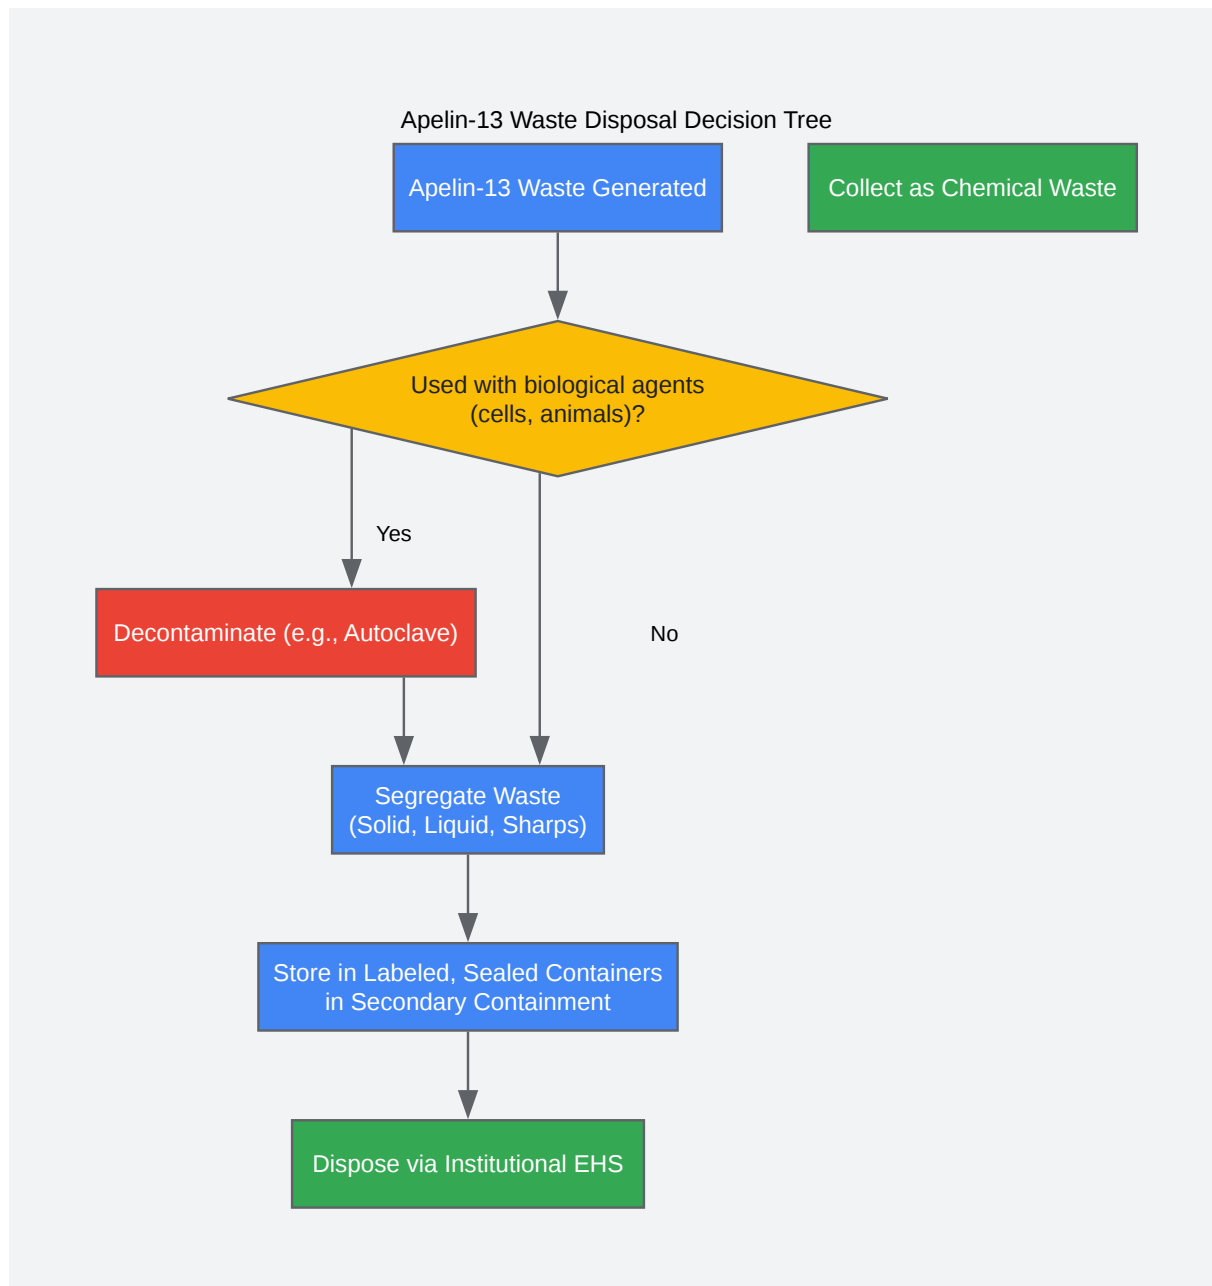 Apelin-13 Waste Disposal Decision Tree
Apelin-13 Waste Generated
Collect as Chemical Waste
Used with biological agents
(cells, animals)?
Yes
Decontaminate (e.g., Autoclave)
No
Segregate Waste
(Solid, Liquid, Sharps)
Store in Labeled, Sealed Containers
in Secondary Containment
Dispose via Institutional EHS